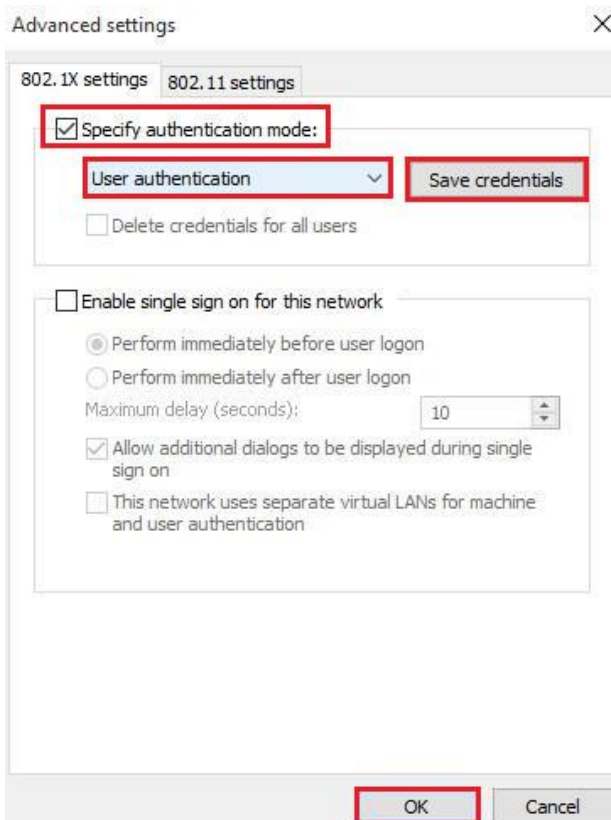 Advanced settings
802.1X settings
802.11 settings
Specify authentication mode:
User authentication
Save credentials
Delete credentials for all users
Enable single sign on for this network
Perform immediately before user logon
Perform immediately after user logon
Maximum delay (seconds):
10
Allow additional dialogs to be displayed during single
sign on
This network uses separate virtual LANs for machine
and user authentication
OK
Cancel